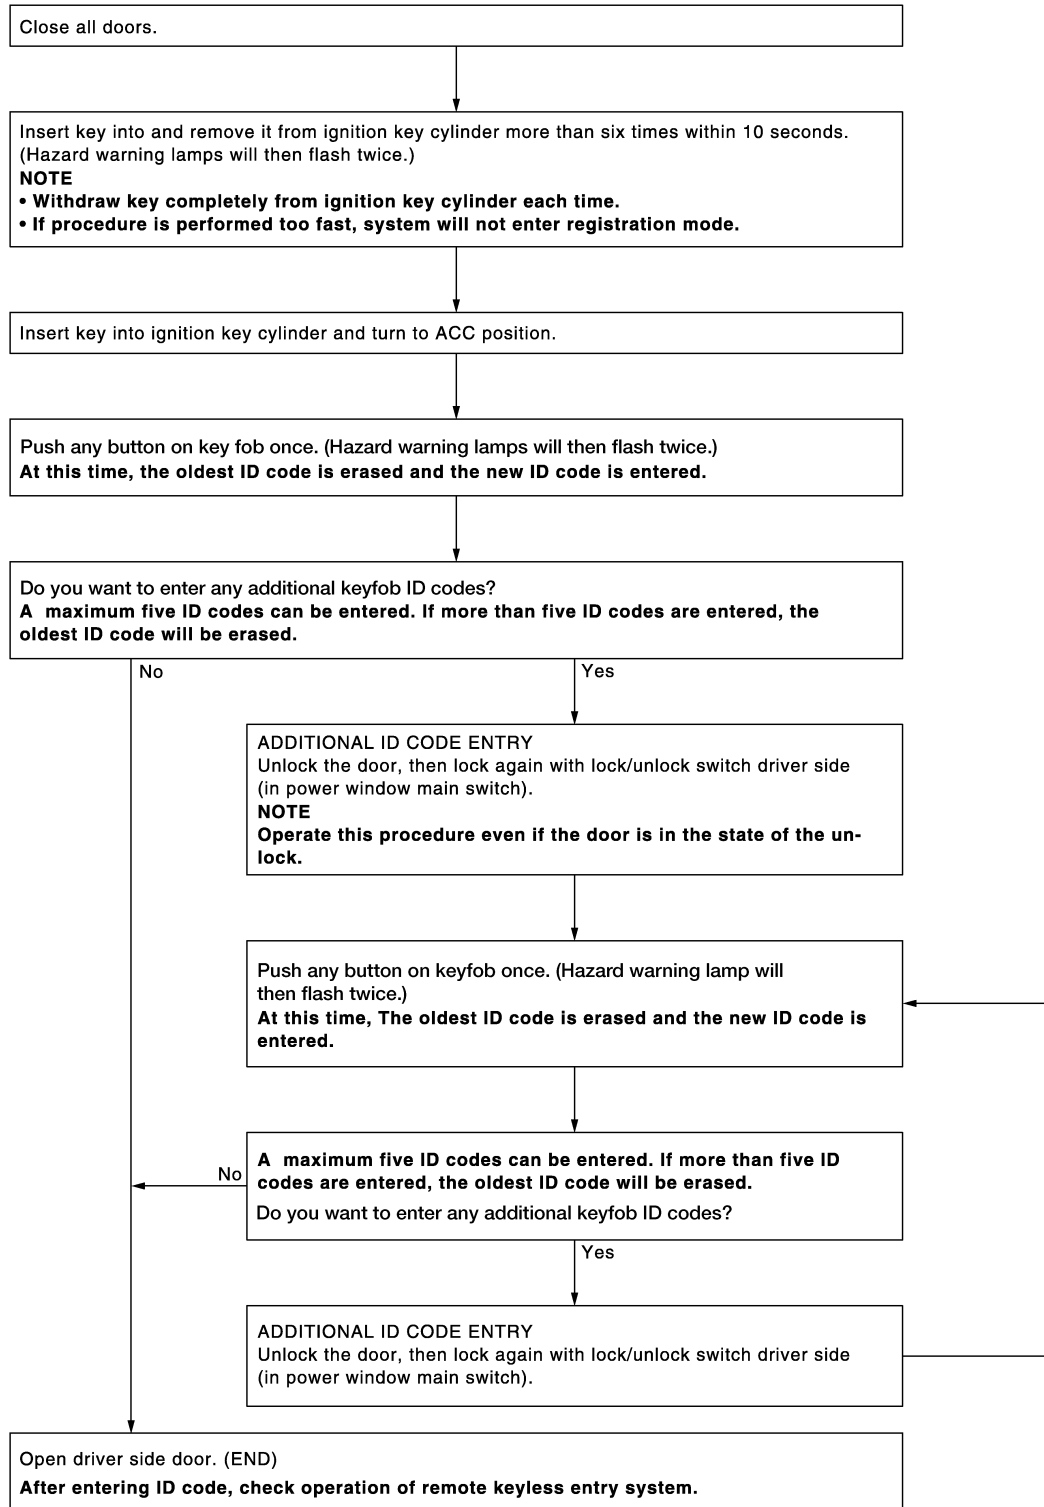 Close all doors.
Insert key into and remove it from ignition key cylinder more than six times within 10 seconds.
(Hazard warning lamps will then flash twice.)
NOTE
• Withdraw key completely from ignition key cylinder each time.
• If procedure is performed too fast, system will not enter registration mode.
Insert key into ignition key cylinder and turn to ACC position.
Push any button on key fob once. (Hazard warning lamps will then flash twice.)
At this time, the oldest ID code is erased and the new ID code is entered.
Do you want to enter any additional keyfob ID codes?
A maximum five ID codes can be entered. If more than five ID codes are entered, the
oldest ID code will be erased.
No
Yes
ADDITIONAL ID CODE ENTRY
Unlock the door, then lock again with lock/unlock switch driver side
(in power window main switch).
NOTE
Operate this procedure even if the door is in the state of the un-
lock.
Push any button on keyfob once. (Hazard warning lamp will
then flash twice.)
At this time, The oldest ID code is erased and the new ID code is
entered.
No
A maximum five ID codes can be entered. If more than five ID
codes are entered, the oldest ID code will be erased.
Do you want to enter any additional keyfob ID codes?
Yes
ADDITIONAL ID CODE ENTRY
Unlock the door, then lock again with lock/unlock switch driver side
(in power window main switch).
Open driver side door. (END)
After entering ID code, check operation of remote keyless entry system.